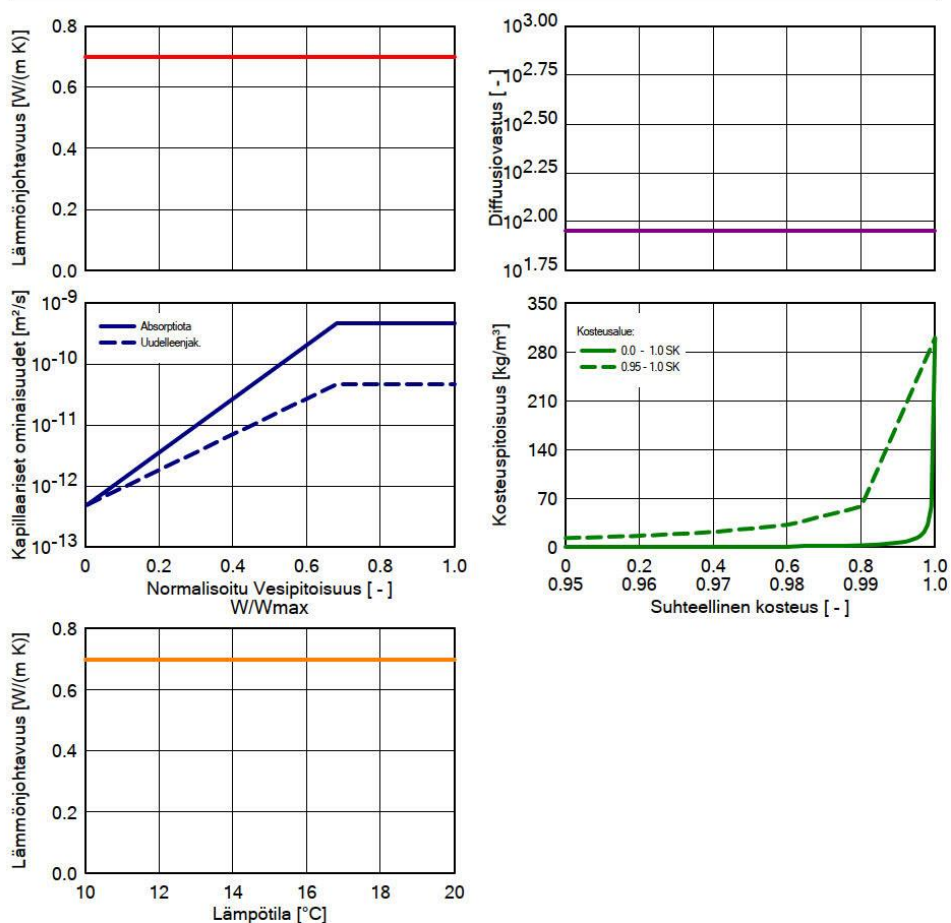 Lämmönjohtavuus [W/(m K)]
0.8
0.6
0.4
0.2
0.0
Diffuusiovastus [ - ]
10^3.00
10^2.75
10^2.50
10^2.25
10^2.00
10^1.75
Kapillaariset ominaisuudet [m²/s]
10^-9
10^-10
10^-11
10^-12
10^-13
Absorptiota
Uudelleenjak.
0 0.2 0.4 0.6 0.8 1.0
Normalisoitu Vesipitoisuus [ - ]
W/Wmax
Kosteuspitoisuus [kg/m³]
350
280
210
140
70
0
Kosteusalue:
0.0 - 1.0 SK
0.95 - 1.0 SK
0 0.2 0.4 0.6 0.8 1.0
0.95 0.96 0.97 0.98 0.99 1.0
Suhteellinen kosteus [ - ]
Lämmönjohtavuus [W/(m K)]
0.8
0.6
0.4
0.2
0.0
10 12 14 16 18 20
Lämpötila [°C]